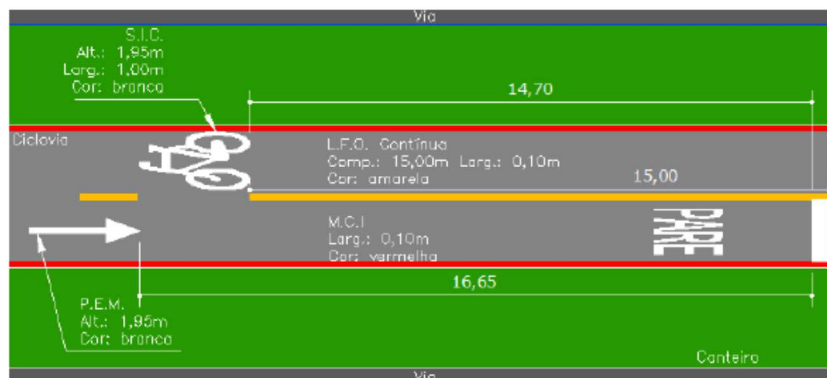 Via
S.I.C.
Alt.: 1,95m
Larg.: 1,00m
Cor: branca
14,70
Ciclovia
L.F.O. Contínua
Comp.: 15,00m Larg.: 0,10m
Cor: amarela
15,00
M.C.I
Larg.: 0,10m
Cor: vermelha
PARE
16,65
P.E.M.
Alt.: 1,95m
Cor: branca
Canteiro
Via